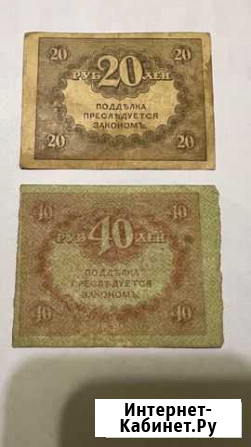 20 20
РУБ 20 ЛЕЙ
ПОДДѢЛКА
ПРЕСЛѢДУЕТСЯ
ЗАКОНОМЪ.
20 20
40 40
РУБ 40 ЛЕЙ
ПОДДѢЛКА
ПРЕСЛѢДУЕТСЯ
ЗАКОНОМЪ.
40 40
Интернет-
Кабинет.Ру